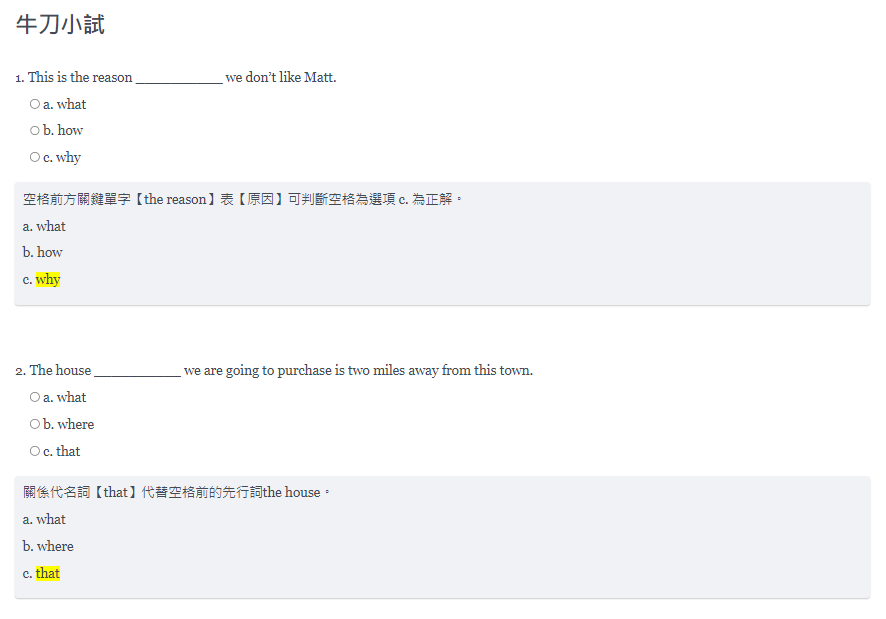 牛刀小試
1. This is the reason ___________ we don’t like Matt.
a. what
b. how
c. why
空格前方關鍵單字【the reason】表【原因】可判斷空格為選項 c. 為正解。
a. what
b. how
c. why
2. The house ___________ we are going to purchase is two miles away from this town.
a. what
b. where
c. that
關係代名詞【that】代替空格前的先行詞the house。
a. what
b. where
c. that